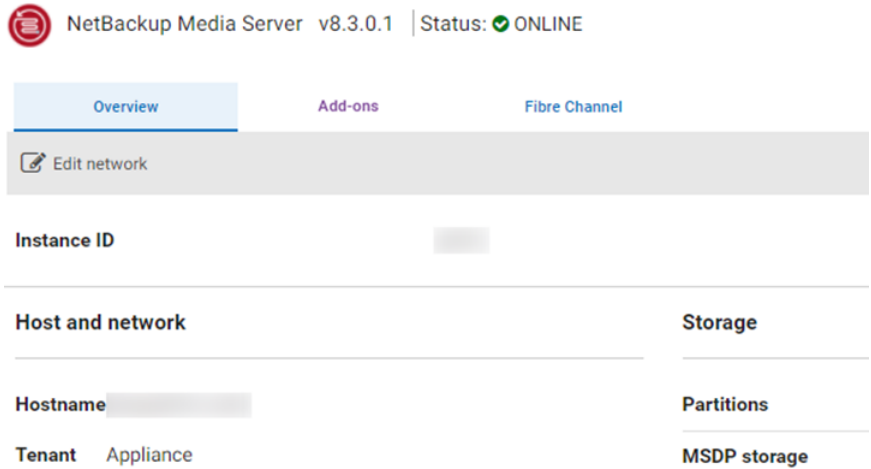 NetBackup Media Server v8.3.0.1 Status: ONLINE
Overview Add-ons Fibre Channel
Edit network
Instance ID
Host and network
Storage
Hostname
Partitions
Tenant Appliance
MSDP storage